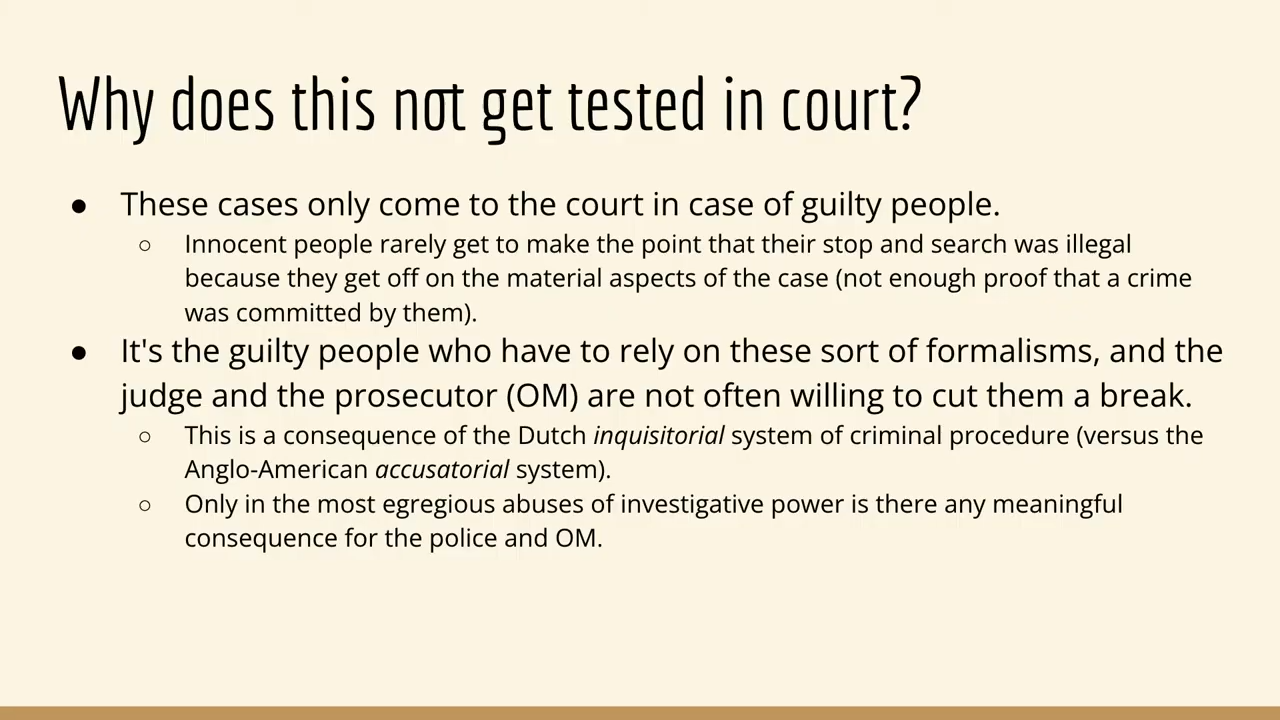 Why does this not get tested in court?
● These cases only come to the court in case of guilty people.
○ Innocent people rarely get to make the point that their stop and search was illegal
because they get off on the material aspects of the case (not enough proof that a crime
was committed by them).
● It's the guilty people who have to rely on these sort of formalisms, and the
judge and the prosecutor (OM) are not often willing to cut them a break.
○ This is a consequence of the Dutch inquisitorial system of criminal procedure (versus the
Anglo-American accusatorial system).
○ Only in the most egregious abuses of investigative power is there any meaningful
consequence for the police and OM.